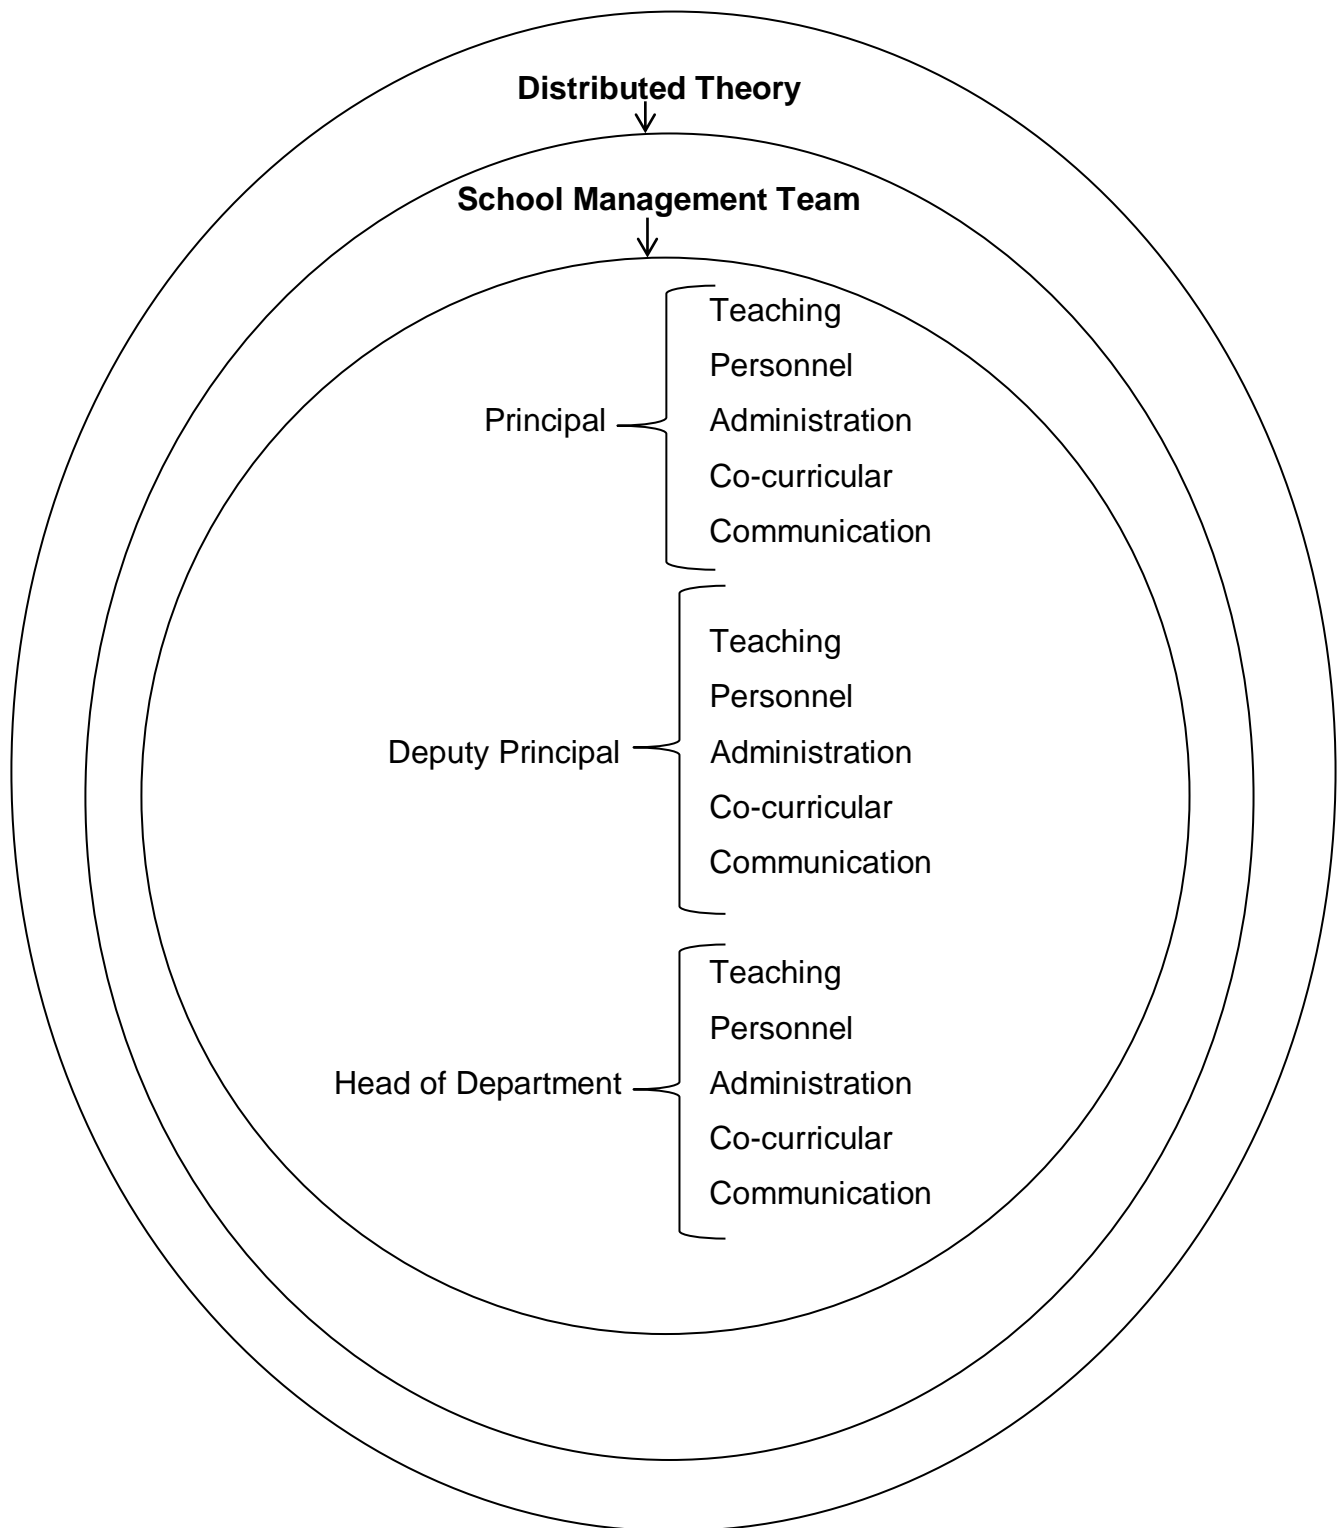 Distributed Theory
School Management Team
Teaching
Personnel
Principal Administration
Co-curricular
Communication
Teaching
Personnel
Deputy Principal Administration
Co-curricular
Communication
Teaching
Personnel
Head of Department Administration
Co-curricular
Communication